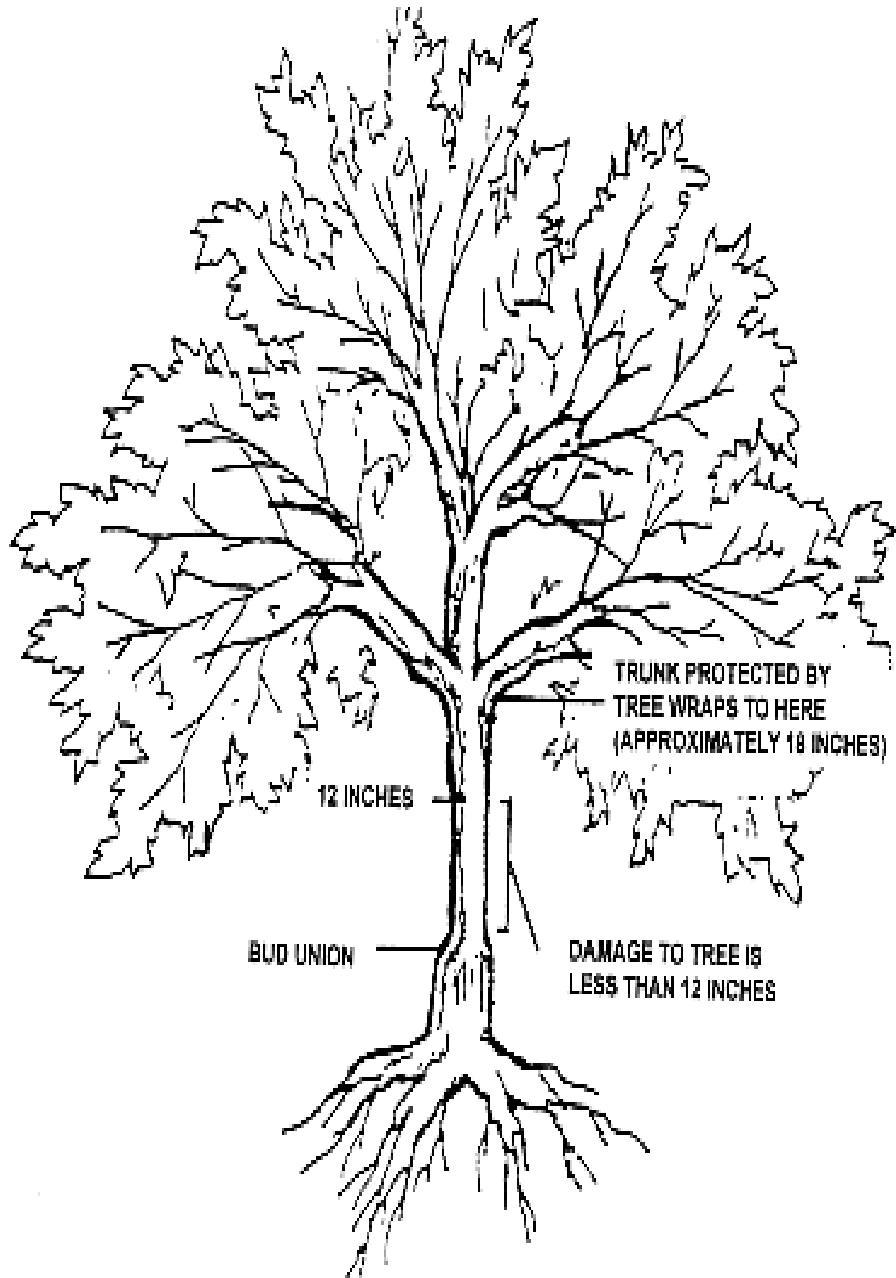 TRUNK PROTECTED BY
TREE WRAPS TO HERE
(APPROXIMATELY 18 INCHES)
12 INCHES
BUD UNION
DAMAGE TO TREE IS
LESS THAN 12 INCHES